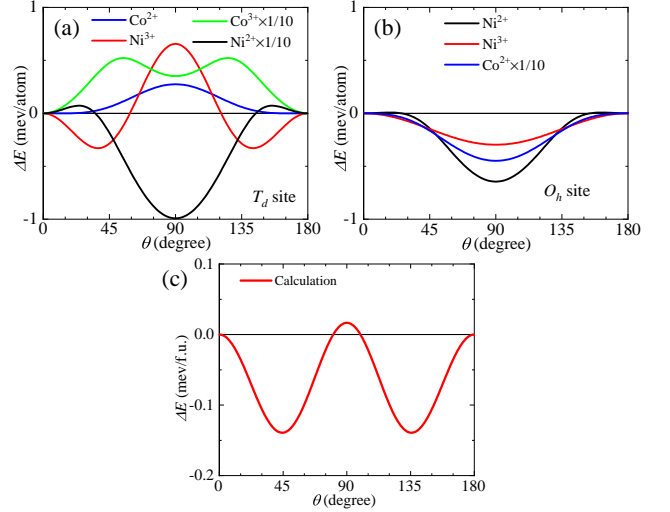 (a)
Co²⁺ Co³⁺×1/10
Ni³⁺ Ni²⁺×1/10
ΔE (mev/atom)
1
0
-1
T_d site
0 45 90 135 180
θ (degree)
(b)
Ni²⁺
Ni³⁺
Co²⁺×1/10
ΔE (mev/atom)
1
0
-1
O_h site
0 45 90 135 180
θ (degree)
(c)
Calculation
ΔE (mev/f.u.)
0.1
0.0
-0.1
-0.2
0 45 90 135 180
θ (degree)